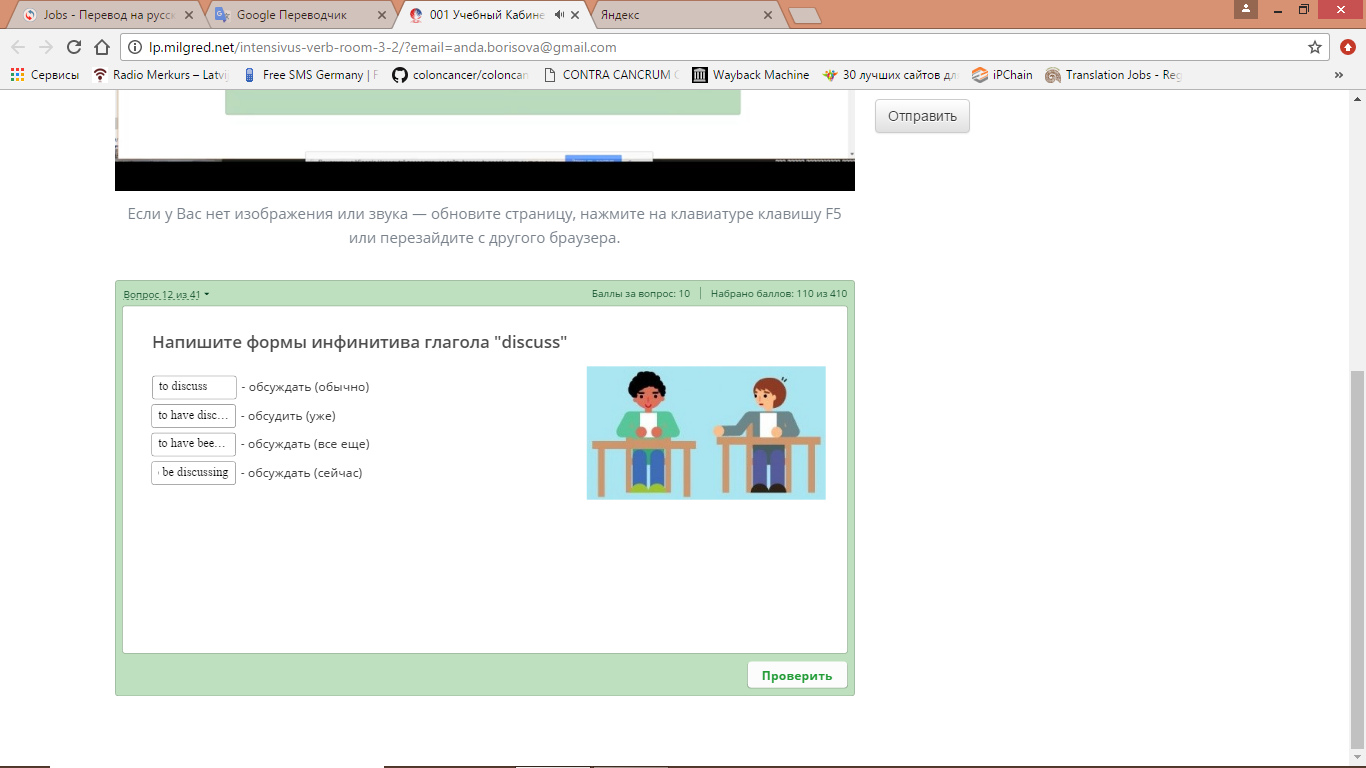 Jobs - Перевод на русск
Google Переводчик
001 Учебный Кабине
Яндекс
lp.milgred.net/intensivus-verb-room-3-2/?email=anda.borisova@gmail.com
Сервисы
Radio Merkurs – Latvij
Free SMS Germany | F
coloncancer/coloncan
CONTRA CANCRUM C
Wayback Machine
30 лучших сайтов для
iPChain
Translation Jobs - Reg
»
Отправить
Если у Вас нет изображения или звука — обновите страницу, нажмите на клавиатуре клавишу F5
или перезайдите с другого браузера.
Вопрос 12 из 41
Баллы за вопрос: 10 | Набрано баллов: 110 из 410
Напишите формы инфинитива глагола "discuss"
to discuss - обсуждать (обычно)
to have disc... - обсудить (уже)
to have bee... - обсуждать (все еще)
be discussing - обсуждать (сейчас)
Проверить